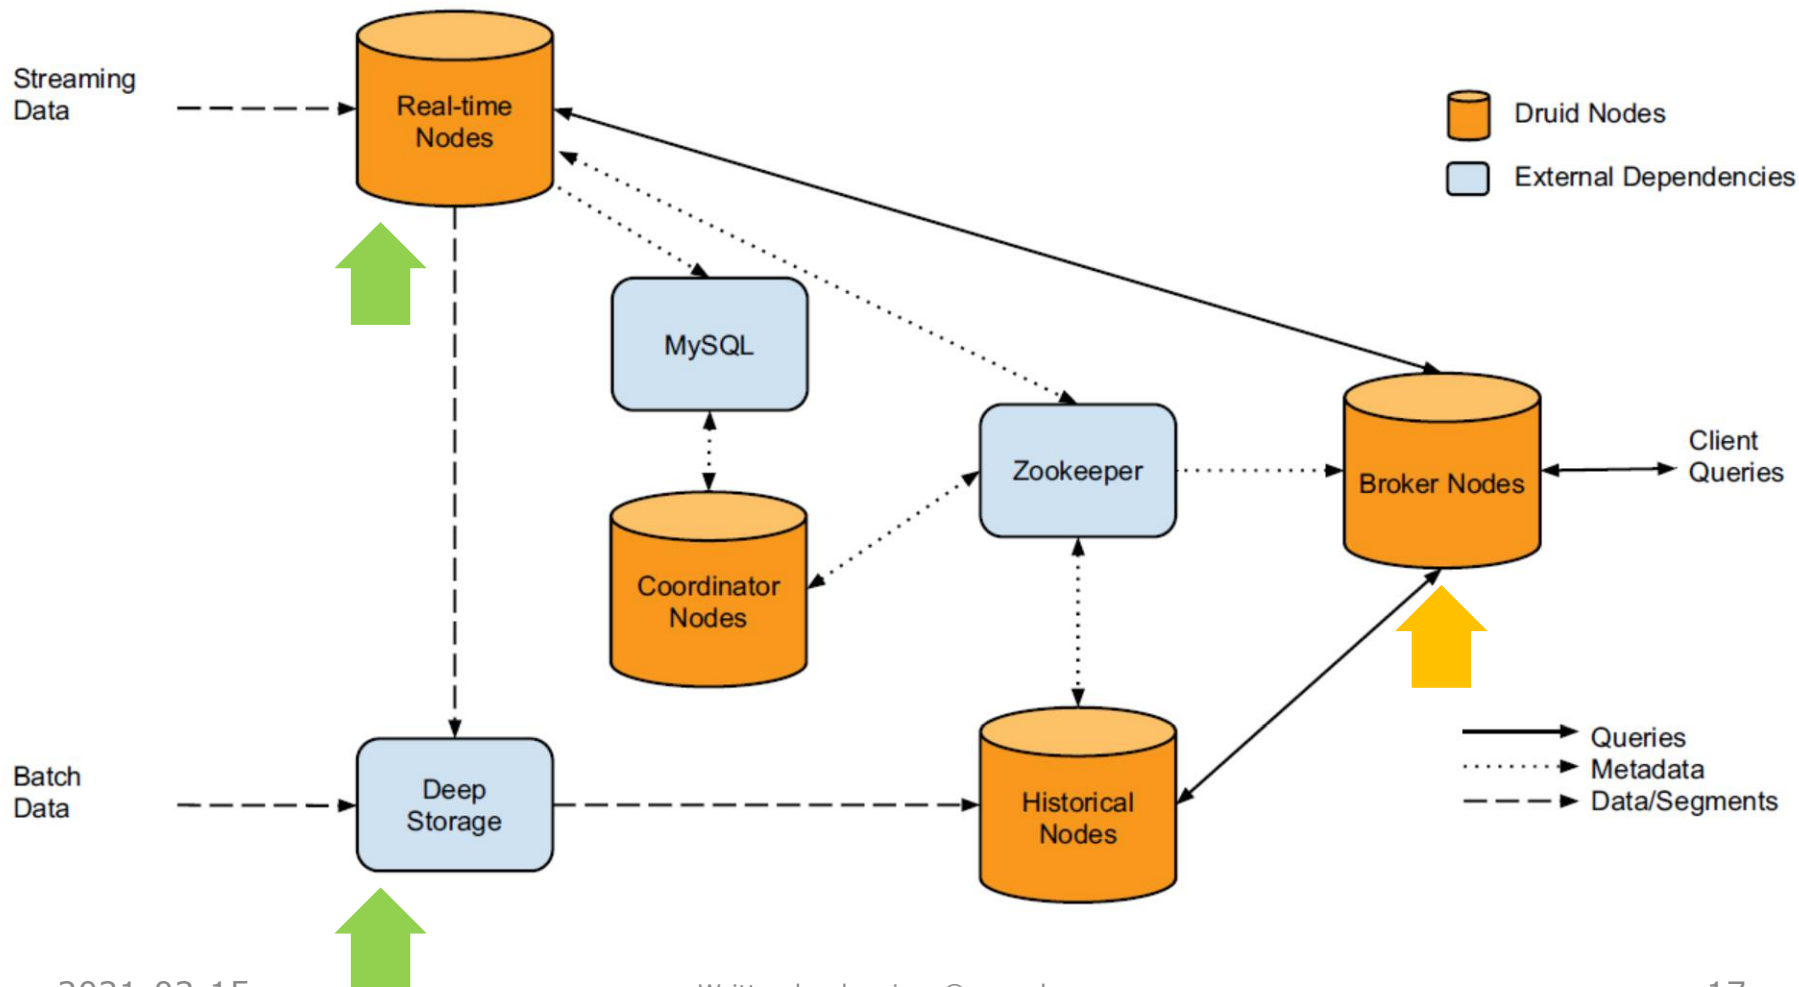 Streaming
Data
Real-time
Nodes
Druid Nodes
External Dependencies
MySQL
Zookeeper
Broker Nodes
Client
Queries
Coordinator
Nodes
Queries
Metadata
Data/Segments
Batch
Data
Deep
Storage
Historical
Nodes
17